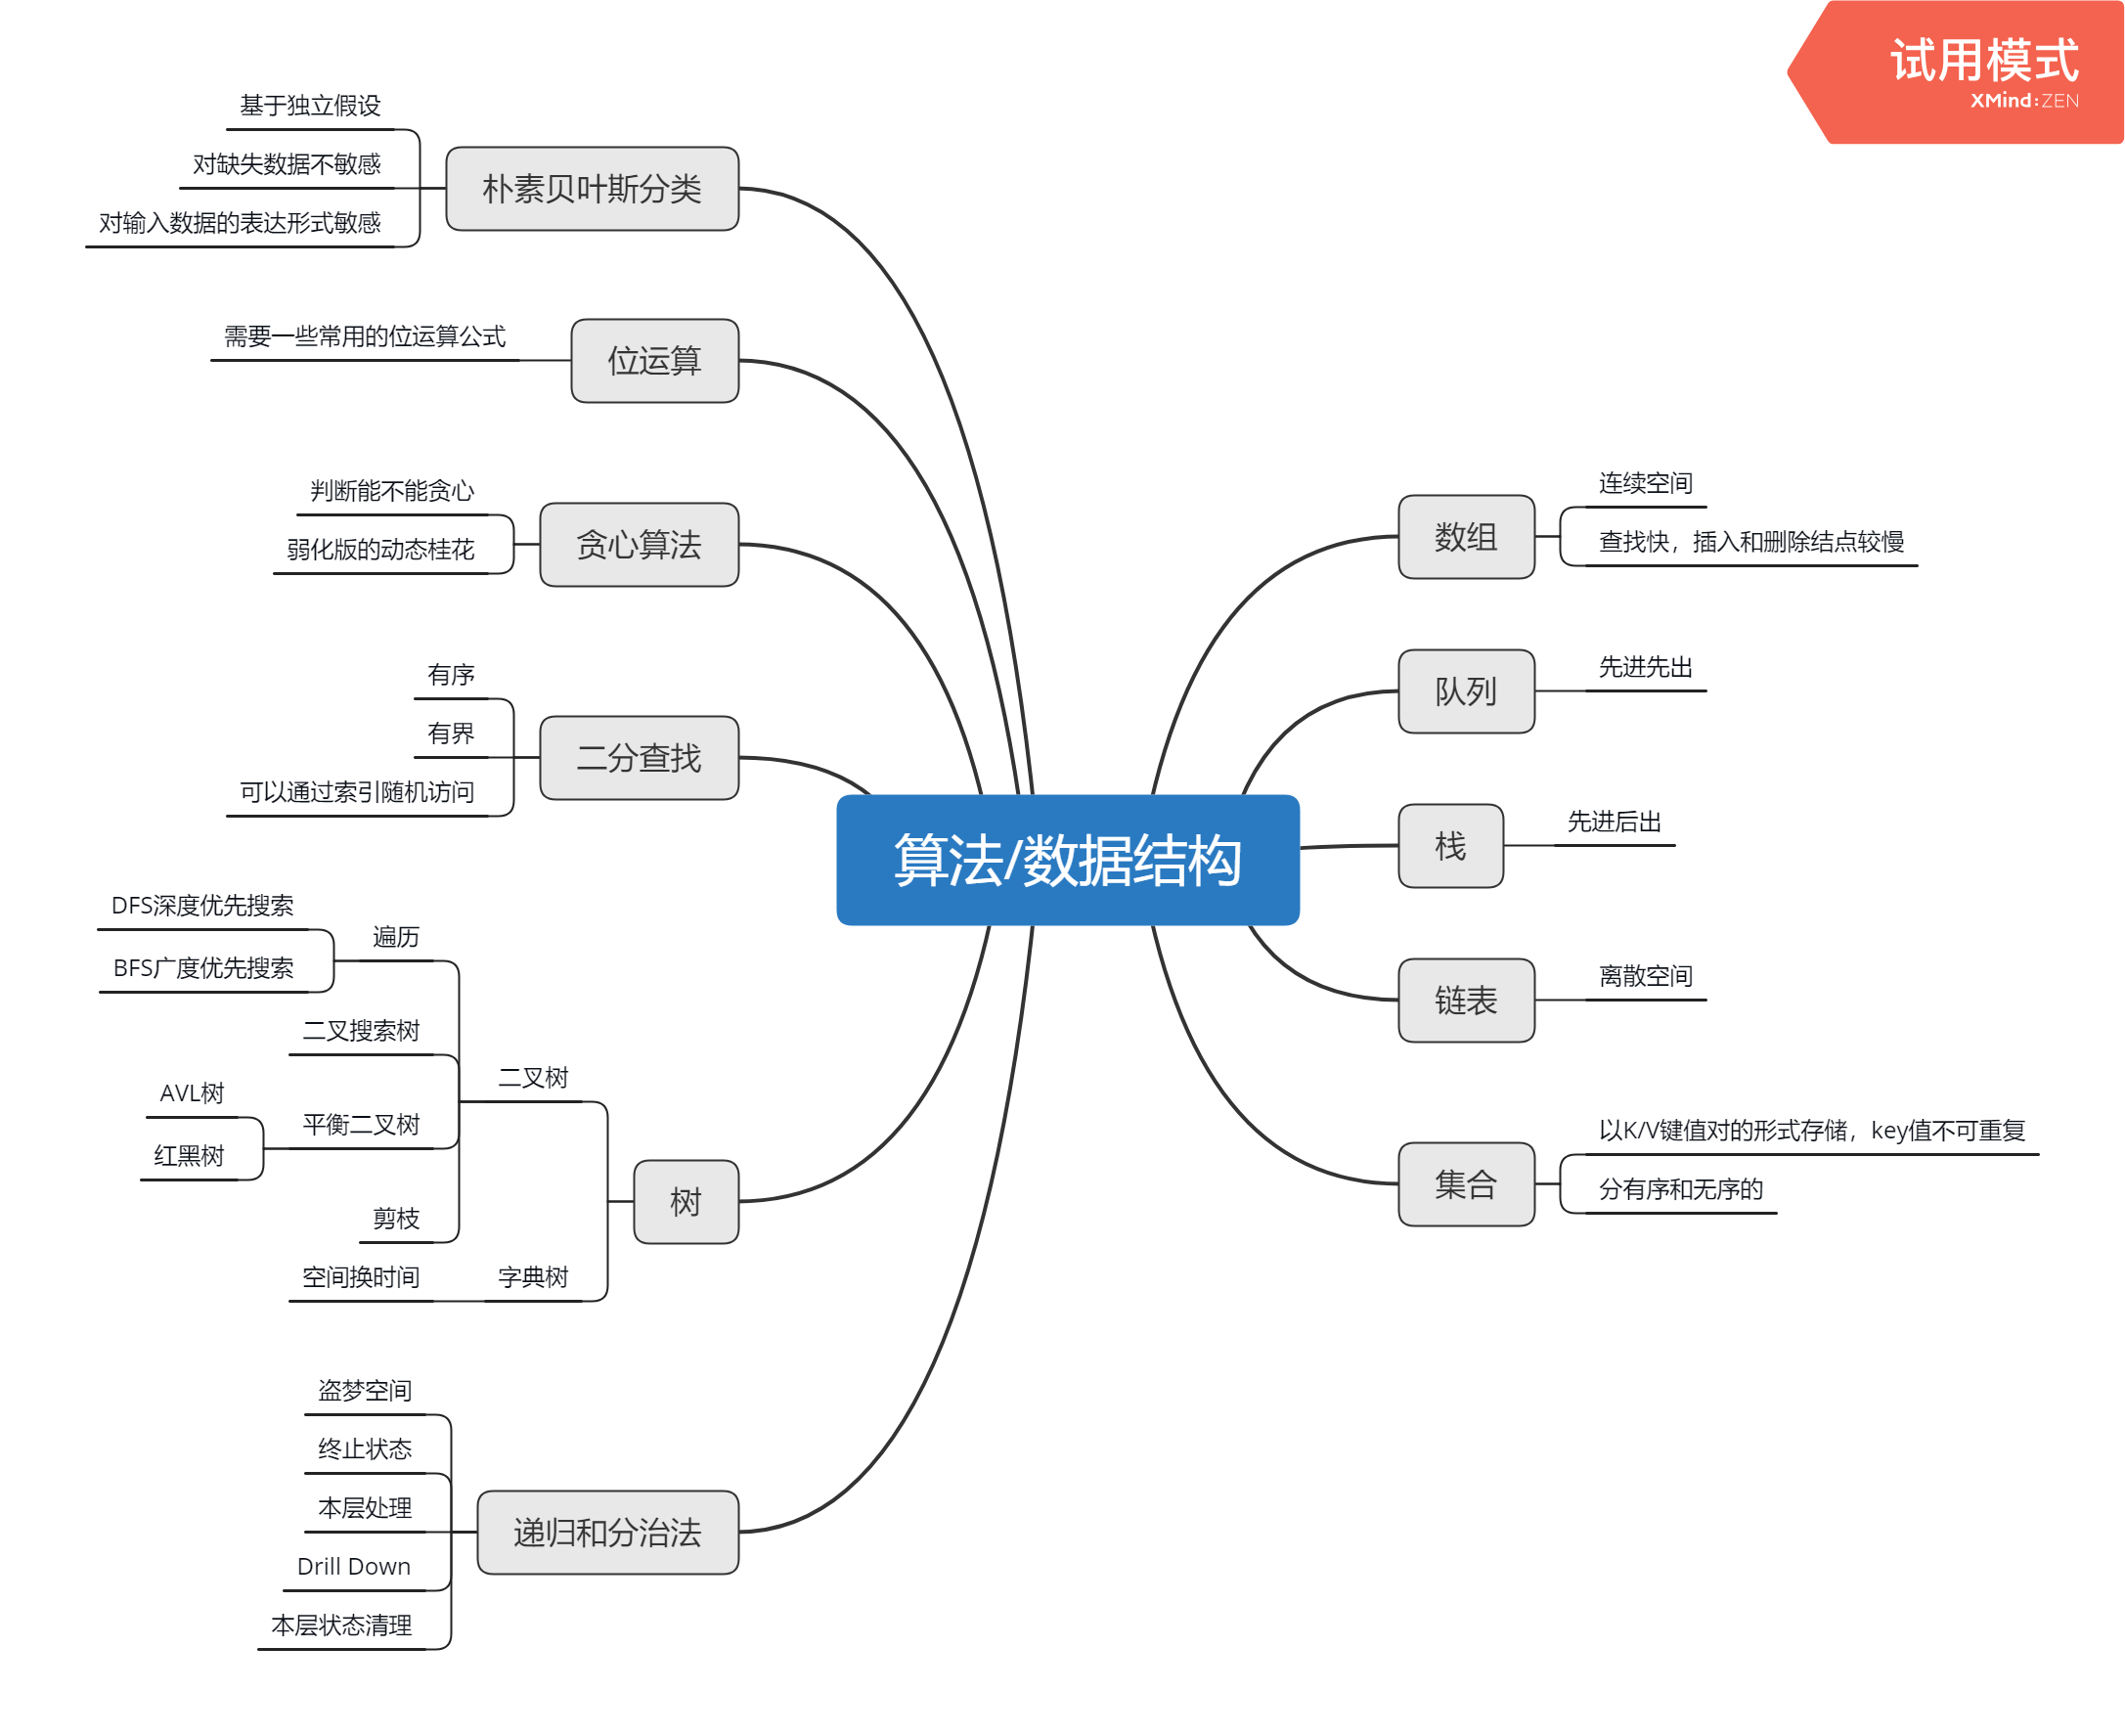 试用模式
XMind:ZEN
算法/数据结构
数组
连续空间
查找快，插入和删除结点较慢
队列
先进先出
栈
先进后出
链表
离散空间
集合
以K/V键值对的形式存储，key值不可重复
分有序和无序的
朴素贝叶斯分类
基于独立假设
对缺失数据不敏感
对输入数据的表达形式敏感
位运算
需要一些常用的位运算公式
贪心算法
判断能不能贪心
弱化版的动态桂花
二分查找
有序
有界
可以通过索引随机访问
树
二叉树
遍历
DFS深度优先搜索
BFS广度优先搜索
二叉搜索树
平衡二叉树
AVL树
红黑树
剪枝
字典树
空间换时间
递归和分治法
盗梦空间
终止状态
本层处理
Drill Down
本层状态清理